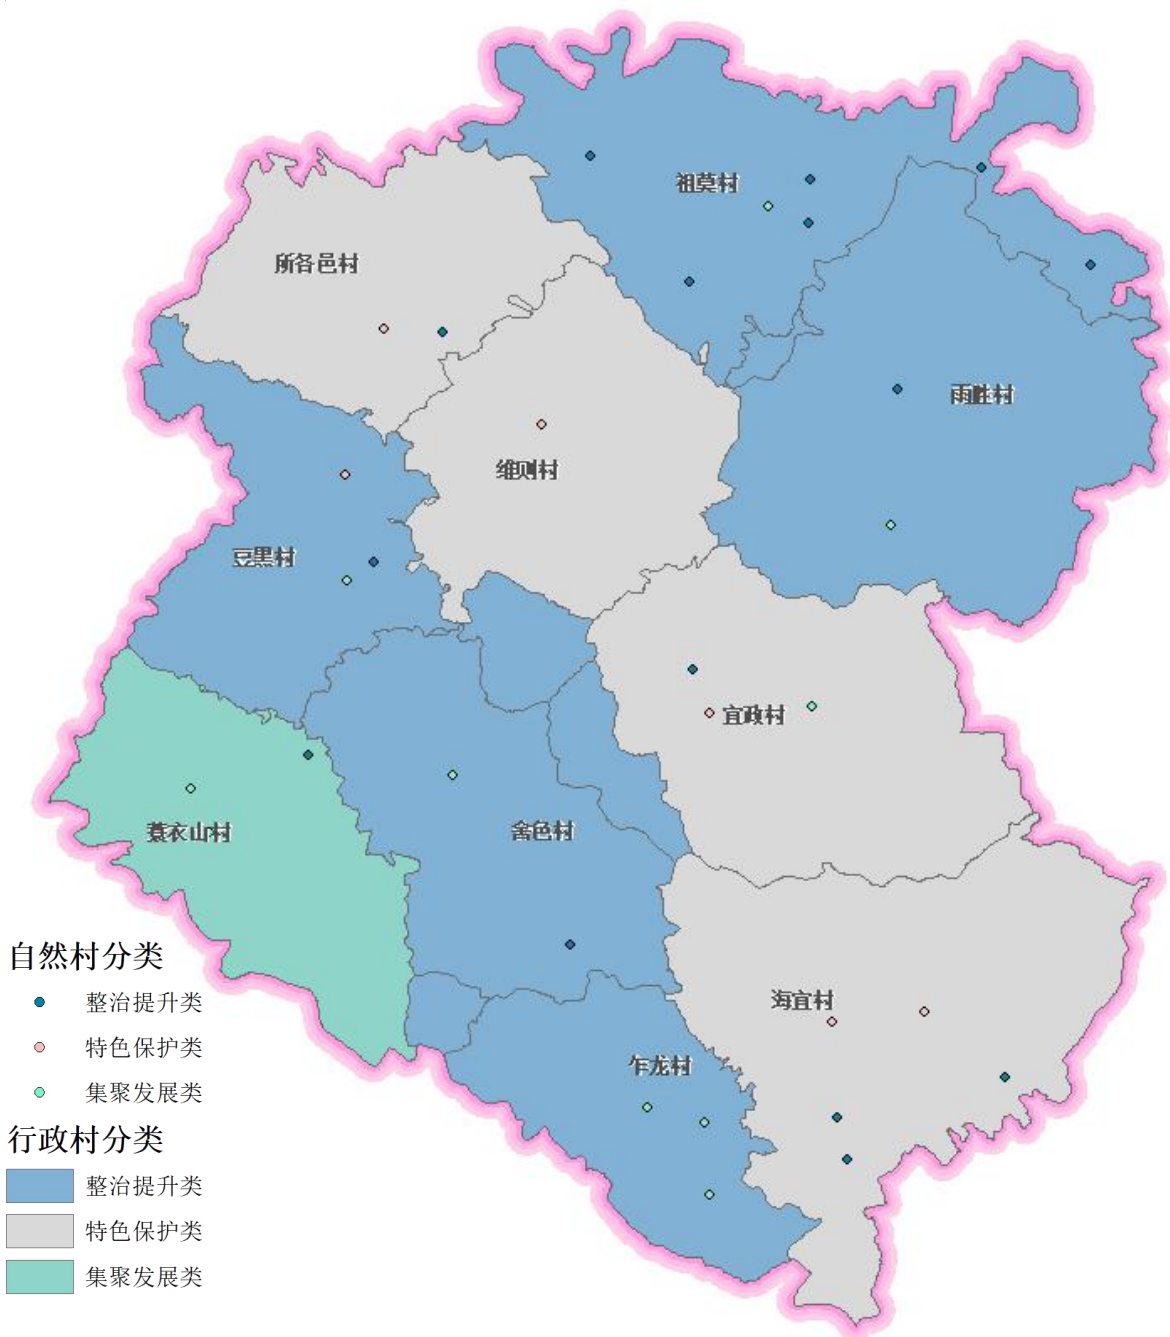 祖莫村
所各邑村
雨胜村
维则村
豆黑村
宜政村
蓑衣山村
舍色村
海宜村
乍龙村
自然村分类
整治提升类
特色保护类
集聚发展类
行政村分类
整治提升类
特色保护类
集聚发展类